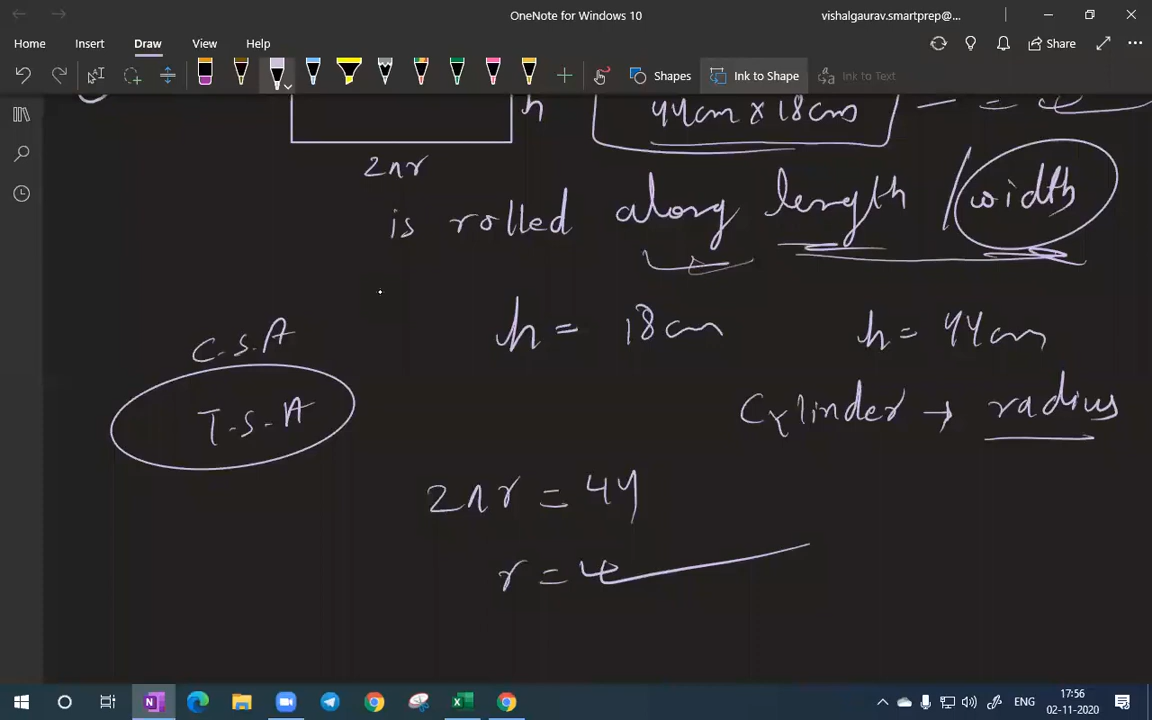 OneNote for Windows 10
vishalgaurav.smartprep@...
Home Insert Draw View Help
Share
Shapes
Ink to Shape
Ink to Text
h
44cm x 18cm
2πr
is rolled along length / width
h = 18cm
h = 44cm
C.S.A
T-S-A
Cylinder → radius
2πr = 44
r =
ENG
17:56
02-11-2020